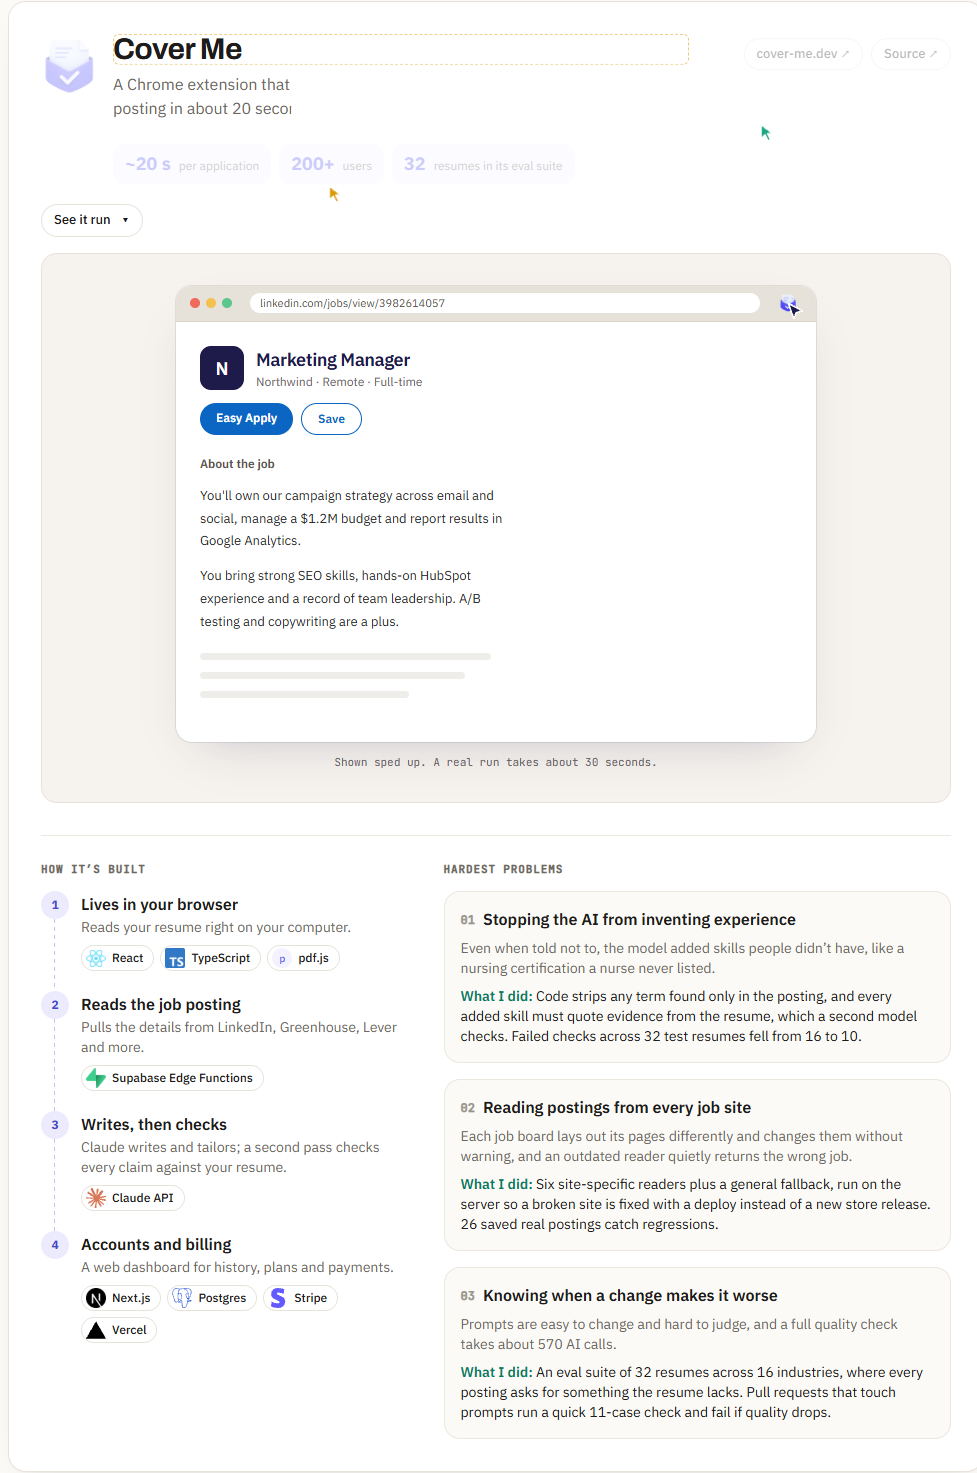 Cover Me
cover-me.dev ↗
Source ↗
A Chrome extension that
posting in about 20 secon
~20 s per application
200+ users
32 resumes in its eval suite
See it run ▾
linkedin.com/jobs/view/3982614057
N
Marketing Manager
Northwind · Remote · Full-time
Easy Apply
Save
About the job
You'll own our campaign strategy across email and
social, manage a $1.2M budget and report results in
Google Analytics.
You bring strong SEO skills, hands-on HubSpot
experience and a record of team leadership. A/B
testing and copywriting are a plus.
Shown sped up. A real run takes about 30 seconds.
HOW IT’S BUILT
1 Lives in your browser
Reads your resume right on your computer.
React
TS TypeScript
p pdf.js
2 Reads the job posting
Pulls the details from LinkedIn, Greenhouse, Lever
and more.
Supabase Edge Functions
3 Writes, then checks
Claude writes and tailors; a second pass checks
every claim against your resume.
Claude API
4 Accounts and billing
A web dashboard for history, plans and payments.
N Next.js
Postgres
S Stripe
Vercel
HARDEST PROBLEMS
01 Stopping the AI from inventing experience
Even when told not to, the model added skills people didn’t have, like a
nursing certification a nurse never listed.
What I did: Code strips any term found only in the posting, and every
added skill must quote evidence from the resume, which a second model
checks. Failed checks across 32 test resumes fell from 16 to 10.
02 Reading postings from every job site
Each job board lays out its pages differently and changes them without
warning, and an outdated reader quietly returns the wrong job.
What I did: Six site-specific readers plus a general fallback, run on the
server so a broken site is fixed with a deploy instead of a new store release.
26 saved real postings catch regressions.
03 Knowing when a change makes it worse
Prompts are easy to change and hard to judge, and a full quality check
takes about 570 AI calls.
What I did: An eval suite of 32 resumes across 16 industries, where every
posting asks for something the resume lacks. Pull requests that touch
prompts run a quick 11-case check and fail if quality drops.